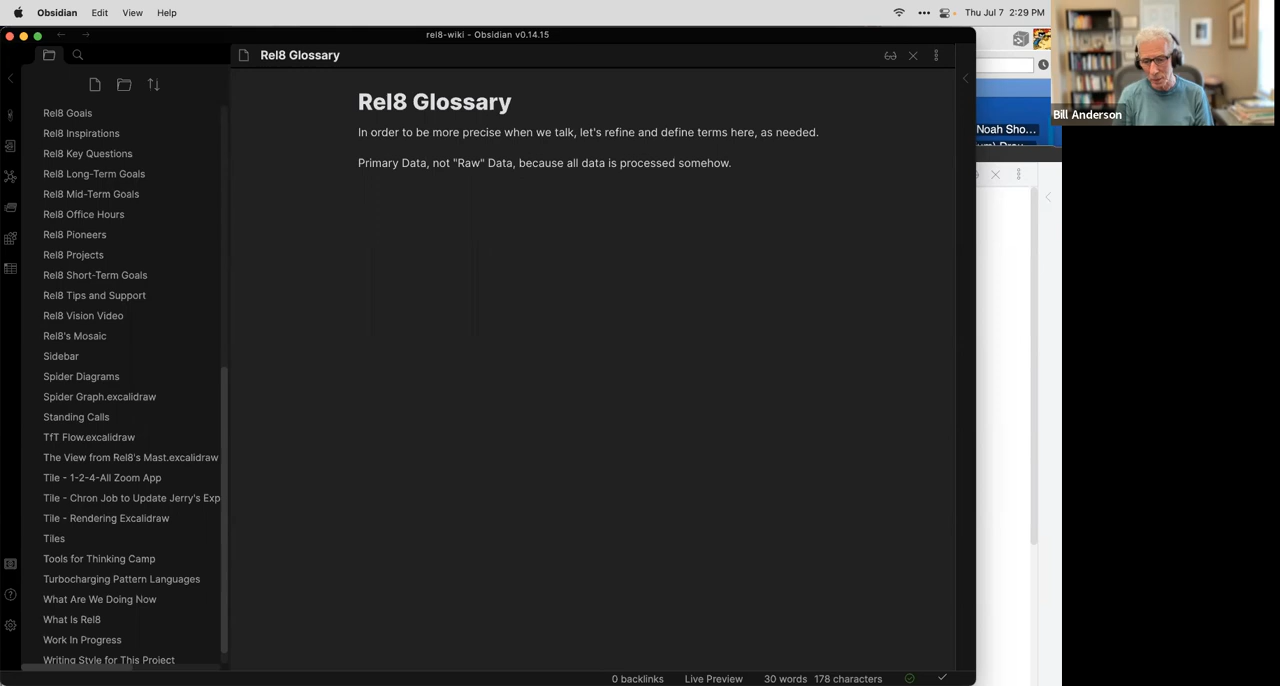 Obsidian Edit View Help
Thu Jul 7 2:29 PM
rel8-wiki - Obsidian v0.14.15
Rel8 Glossary
Rel8 Goals
Rel8 Inspirations
Rel8 Key Questions
Rel8 Long-Term Goals
Rel8 Mid-Term Goals
Rel8 Office Hours
Rel8 Pioneers
Rel8 Projects
Rel8 Short-Term Goals
Rel8 Tips and Support
Rel8 Vision Video
Rel8's Mosaic
Sidebar
Spider Diagrams
Spider Graph.excalidraw
Standing Calls
TfT Flow.excalidraw
The View from Rel8's Mast.excalidraw
Tile - 1-2-4-All Zoom App
Tile - Chron Job to Update Jerry's Exp
Tile - Rendering Excalidraw
Tiles
Tools for Thinking Camp
Turbocharging Pattern Languages
What Are We Doing Now
What Is Rel8
Work In Progress
Writing Style for This Project
Rel8 Glossary
In order to be more precise when we talk, let's refine and define terms here, as needed.
Primary Data, not "Raw" Data, because all data is processed somehow.
0 backlinks Live Preview 30 words 178 characters
Noah Sho...
Bill Anderson